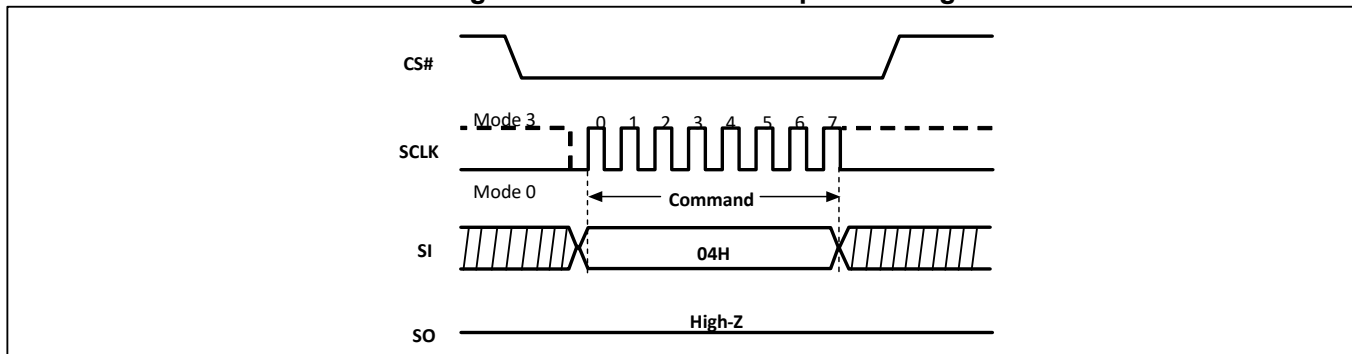 CS#
Mode 3
0 1 2 3 4 5 6 7
SCLK
Mode 0
Command
SI
04H
High-Z
SO